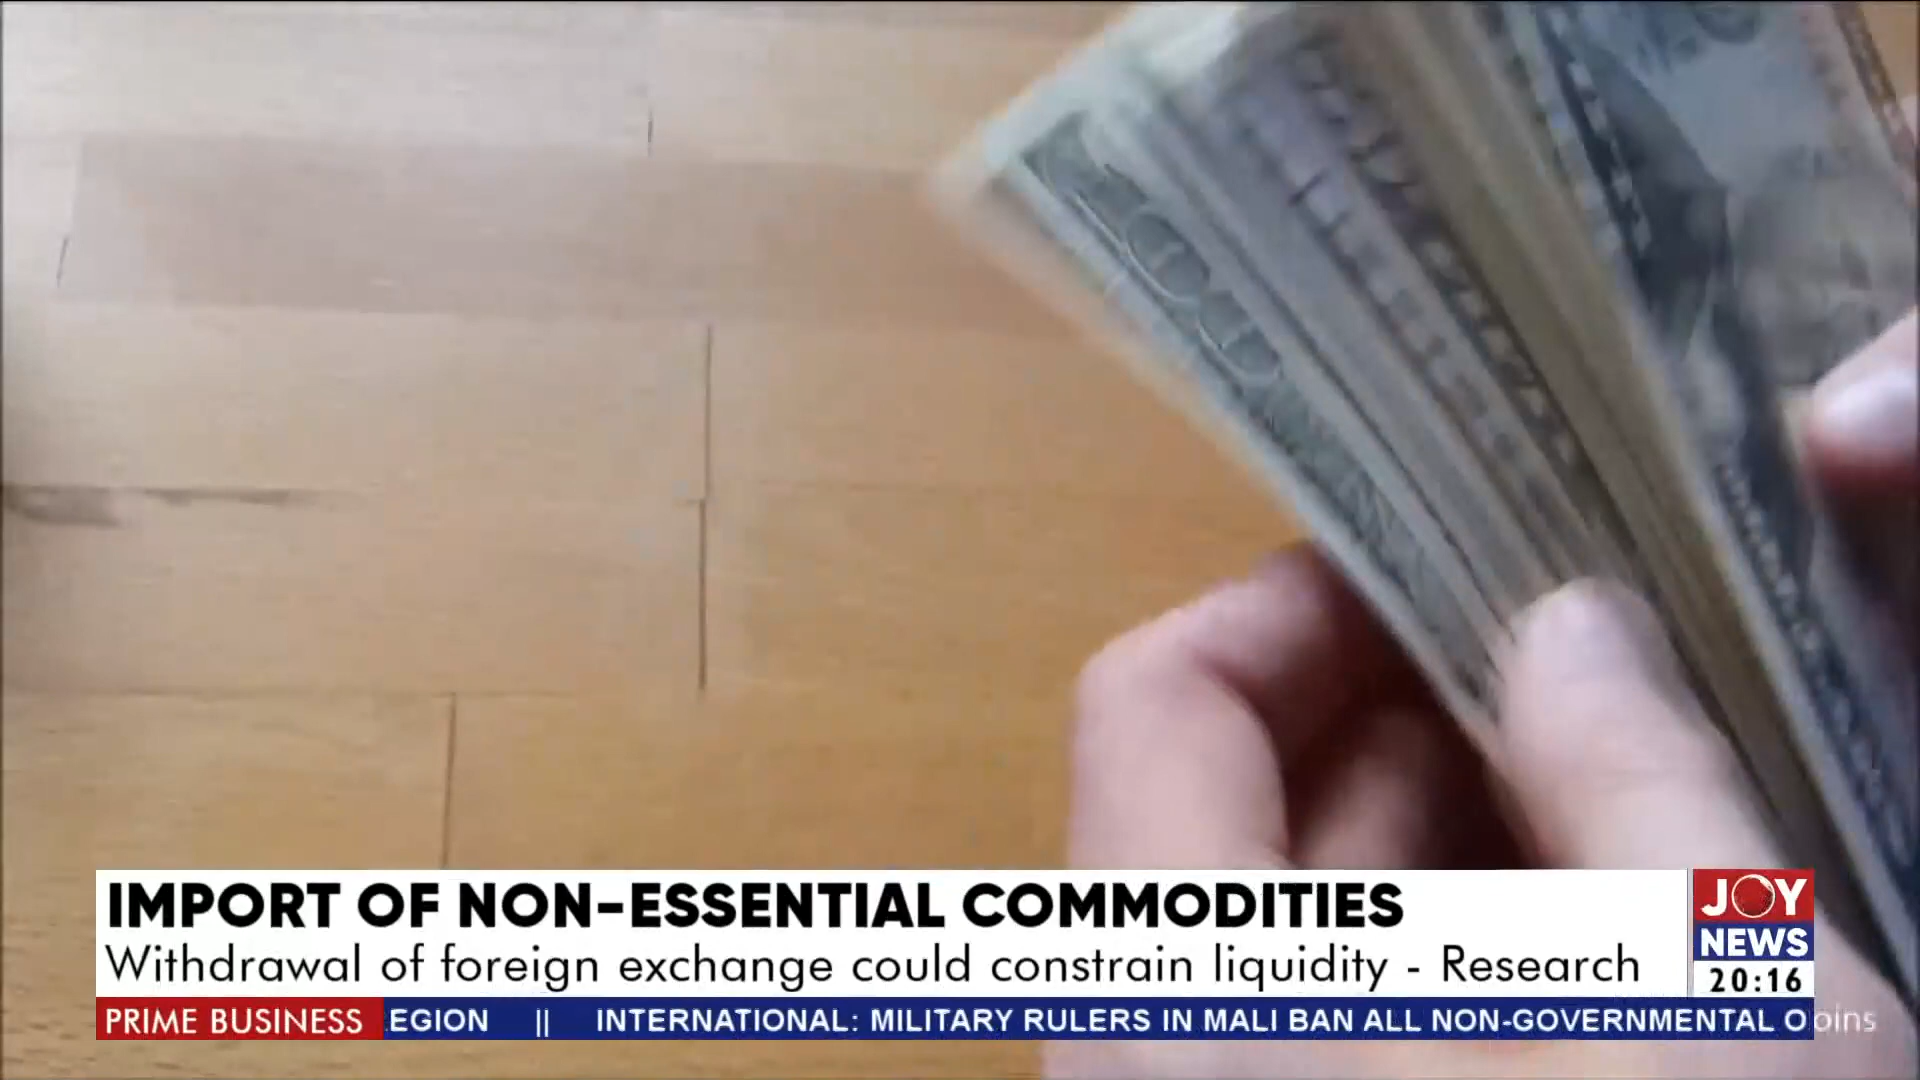 IMPORT OF NON-ESSENTIAL COMMODITIES
Withdrawal of foreign exchange could constrain liquidity - Research
JOY
NEWS
20:16
PRIME BUSINESS
EGION || INTERNATIONAL: MILITARY RULERS IN MALI BAN ALL NON-GOVERNMENTAL O
oins